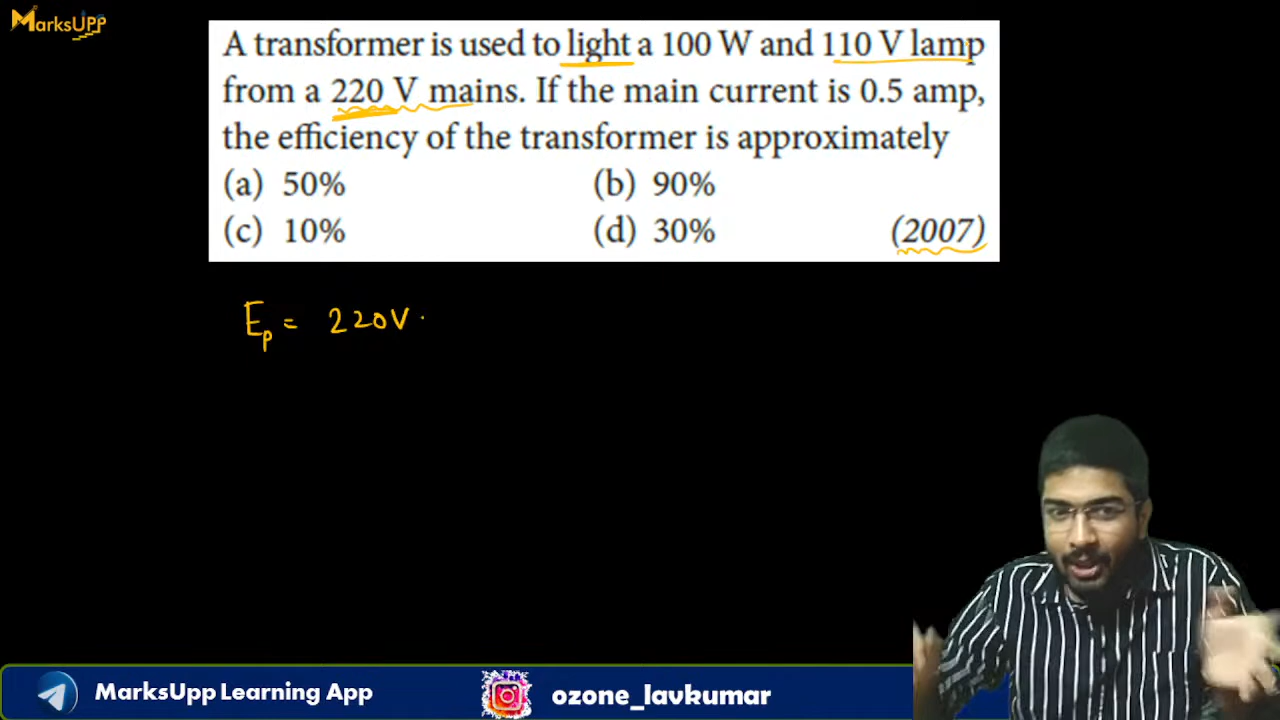 MARKSUPP
A transformer is used to light a 100 W and 110 V lamp
from a 220 V mains. If the main current is 0.5 amp,
the efficiency of the transformer is approximately
(a) 50% (b) 90%
(c) 10% (d) 30% (2007)
Ep = 220V.
MarksUpp Learning App ozone_lavkumar